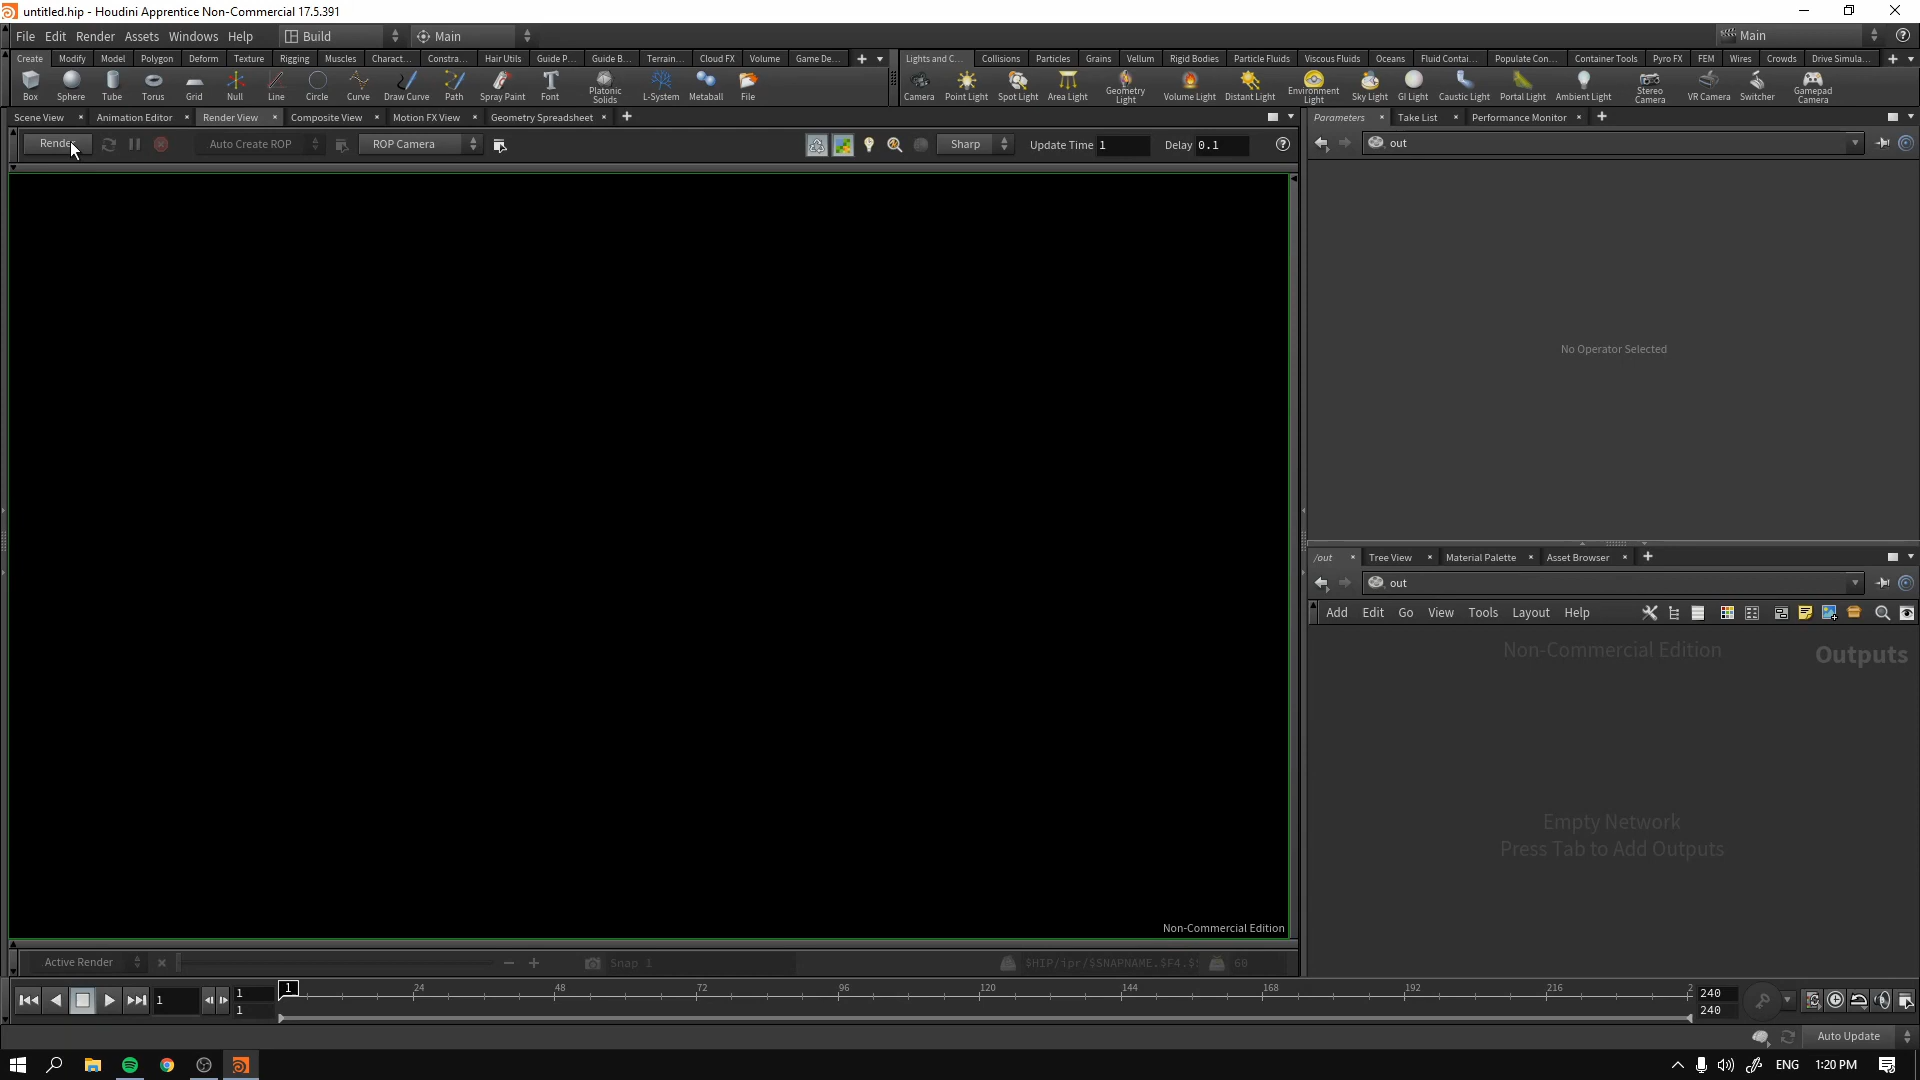 untitled.hip - Houdini Apprentice Non-Commercial 17.5.391
File Edit Render Assets Windows Help Build Main Main
Create Modify Model Polygon Deform Texture Rigging Muscles Charact... Constra... Hair Utils Guide P... Guide B... Terrain... Cloud FX Volume Game De... Lights and C... Collisions Particles Grains Vellum Rigid Bodies Particle Fluids Viscous Fluids Oceans Fluid Contai... Populate Con... Container Tools Pyro FX FEM Wires Crowds Drive Simula...
Box Sphere Tube Torus Grid Null Line Circle Curve Draw Curve Path Spray Paint Font Platonic Solids L-System Metaball File Camera Point Light Spot Light Area Light Geometry Light Volume Light Distant Light Environment Light Sky Light GI Light Caustic Light Portal Light Ambient Light Stereo Camera VR Camera Switcher Gamepad Camera
Scene View Animation Editor Render View Composite View Motion FX View Geometry Spreadsheet Parameters Take List Performance Monitor
Render Auto Create ROP ROP Camera Sharp Update Time 1 Delay 0.1 out
No Operator Selected
/out Tree View Material Palette Asset Browser
out
Add Edit Go View Tools Layout Help
Non-Commercial Edition Outputs
Empty Network
Press Tab to Add Outputs
Non-Commercial Edition
Active Render Snap 1 $HIP/ipr/$SNAPNAME.$F4.$ 60
1 1 1 24 48 72 96 120 144 168 192 216 2 240
1 240
Auto Update
ENG 1:20 PM